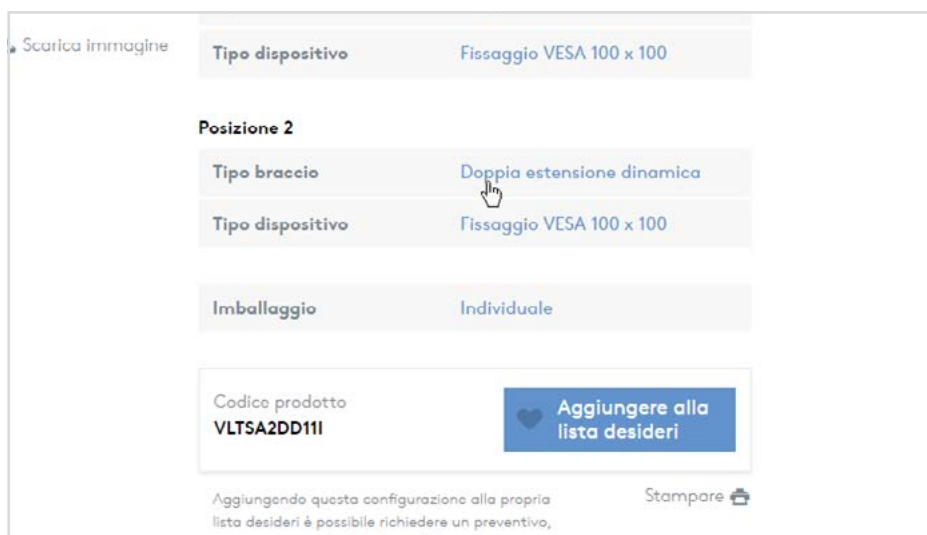 Scarica immagine
Tipo dispositivo Fissaggio VESA 100 x 100
Posizione 2
Tipo braccio Doppia estensione dinamica
Tipo dispositivo Fissaggio VESA 100 x 100
Imballaggio Individuale
Codice prodotto
VLTSA2DD11I
Aggiungere alla
lista desideri
Aggiungendo questa configurazione alla propria
lista desideri è possibile richiedere un preventivo,
Stampare